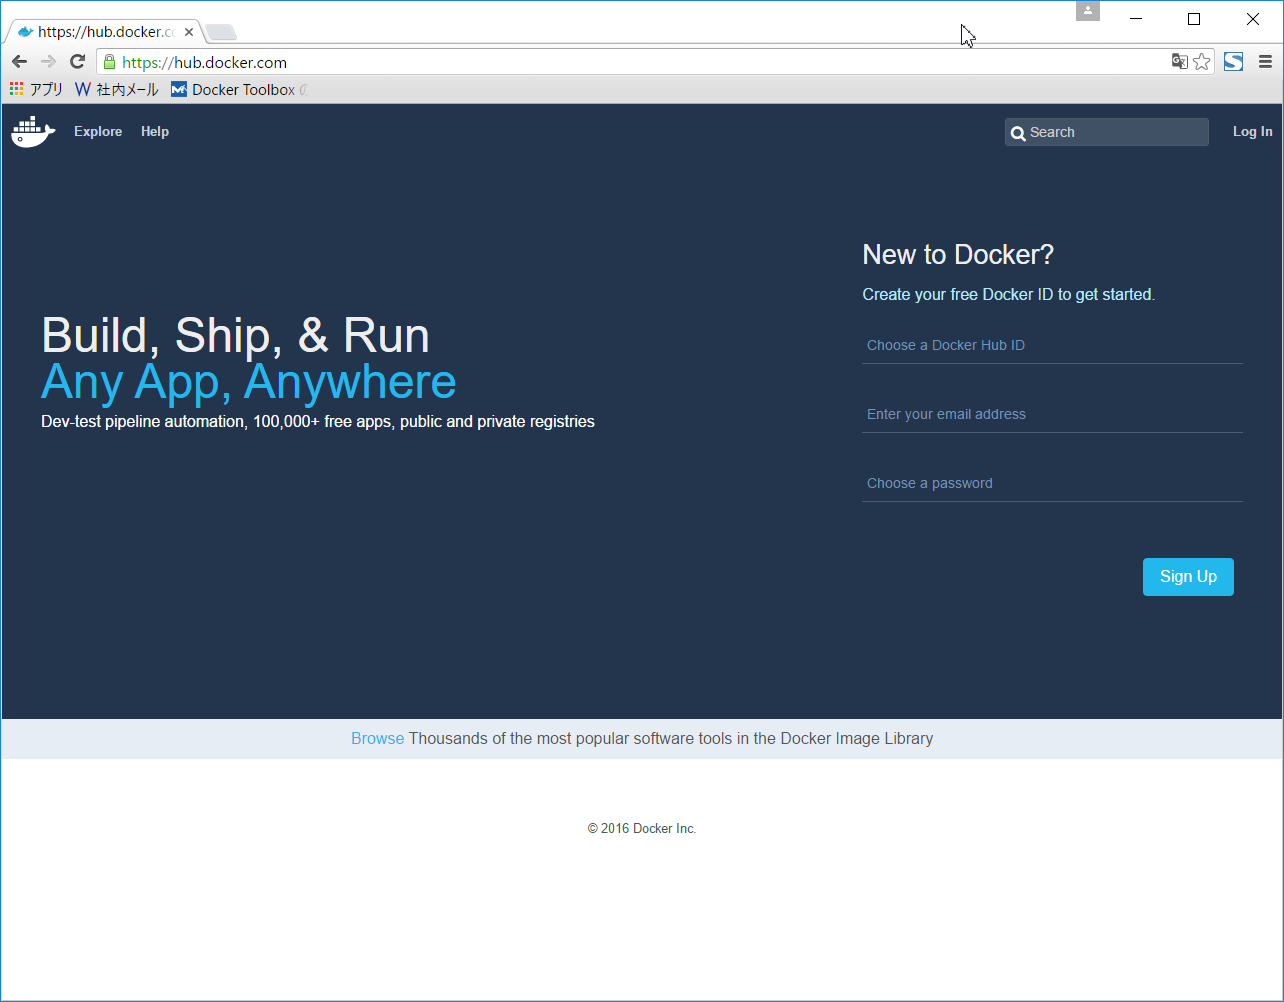 https://hub.docker.c
https://hub.docker.com
アプリ 社内メール Docker Toolbox
Explore Help Search Log In
New to Docker?
Create your free Docker ID to get started.
Choose a Docker Hub ID
Enter your email address
Choose a password
Sign Up
Build, Ship, & Run
Any App, Anywhere
Dev-test pipeline automation, 100,000+ free apps, public and private registries
Browse Thousands of the most popular software tools in the Docker Image Library
© 2016 Docker Inc.